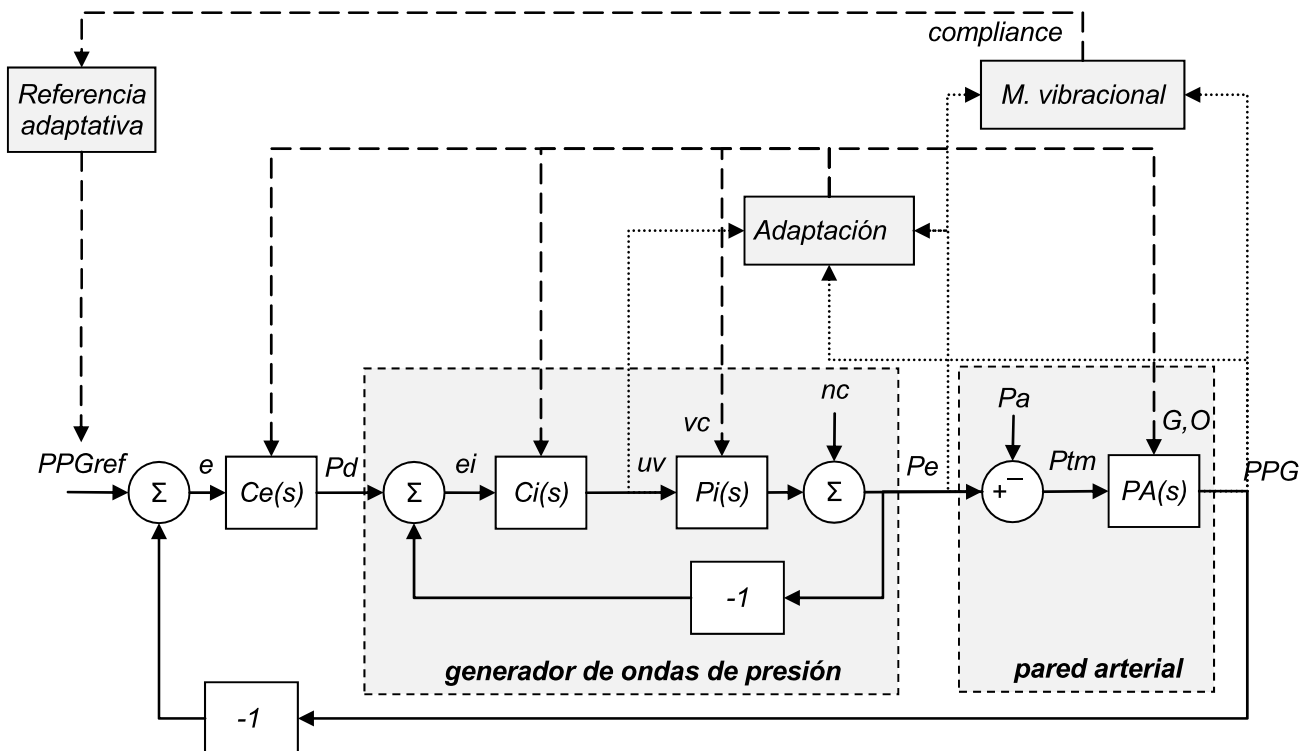 compliance
Referencia
adaptativa
M. vibracional
Adaptación
nc
Pa
vc
G,O
PPGref
e
Pd
ei
uv
Pe
Ptm
PPG
Σ
Ce(s)
Σ
Ci(s)
Pi(s)
Σ
+ −
PA(s)
-1
generador de ondas de presión
pared arterial
-1